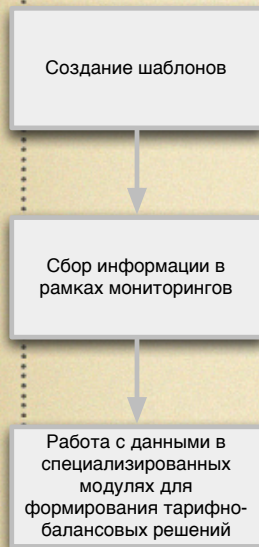 Создание шаблонов
Сбор информации в
рамках мониторингов
Работа с данными в
специализированных
модулях для
формирования тарифно-
балансовых решений